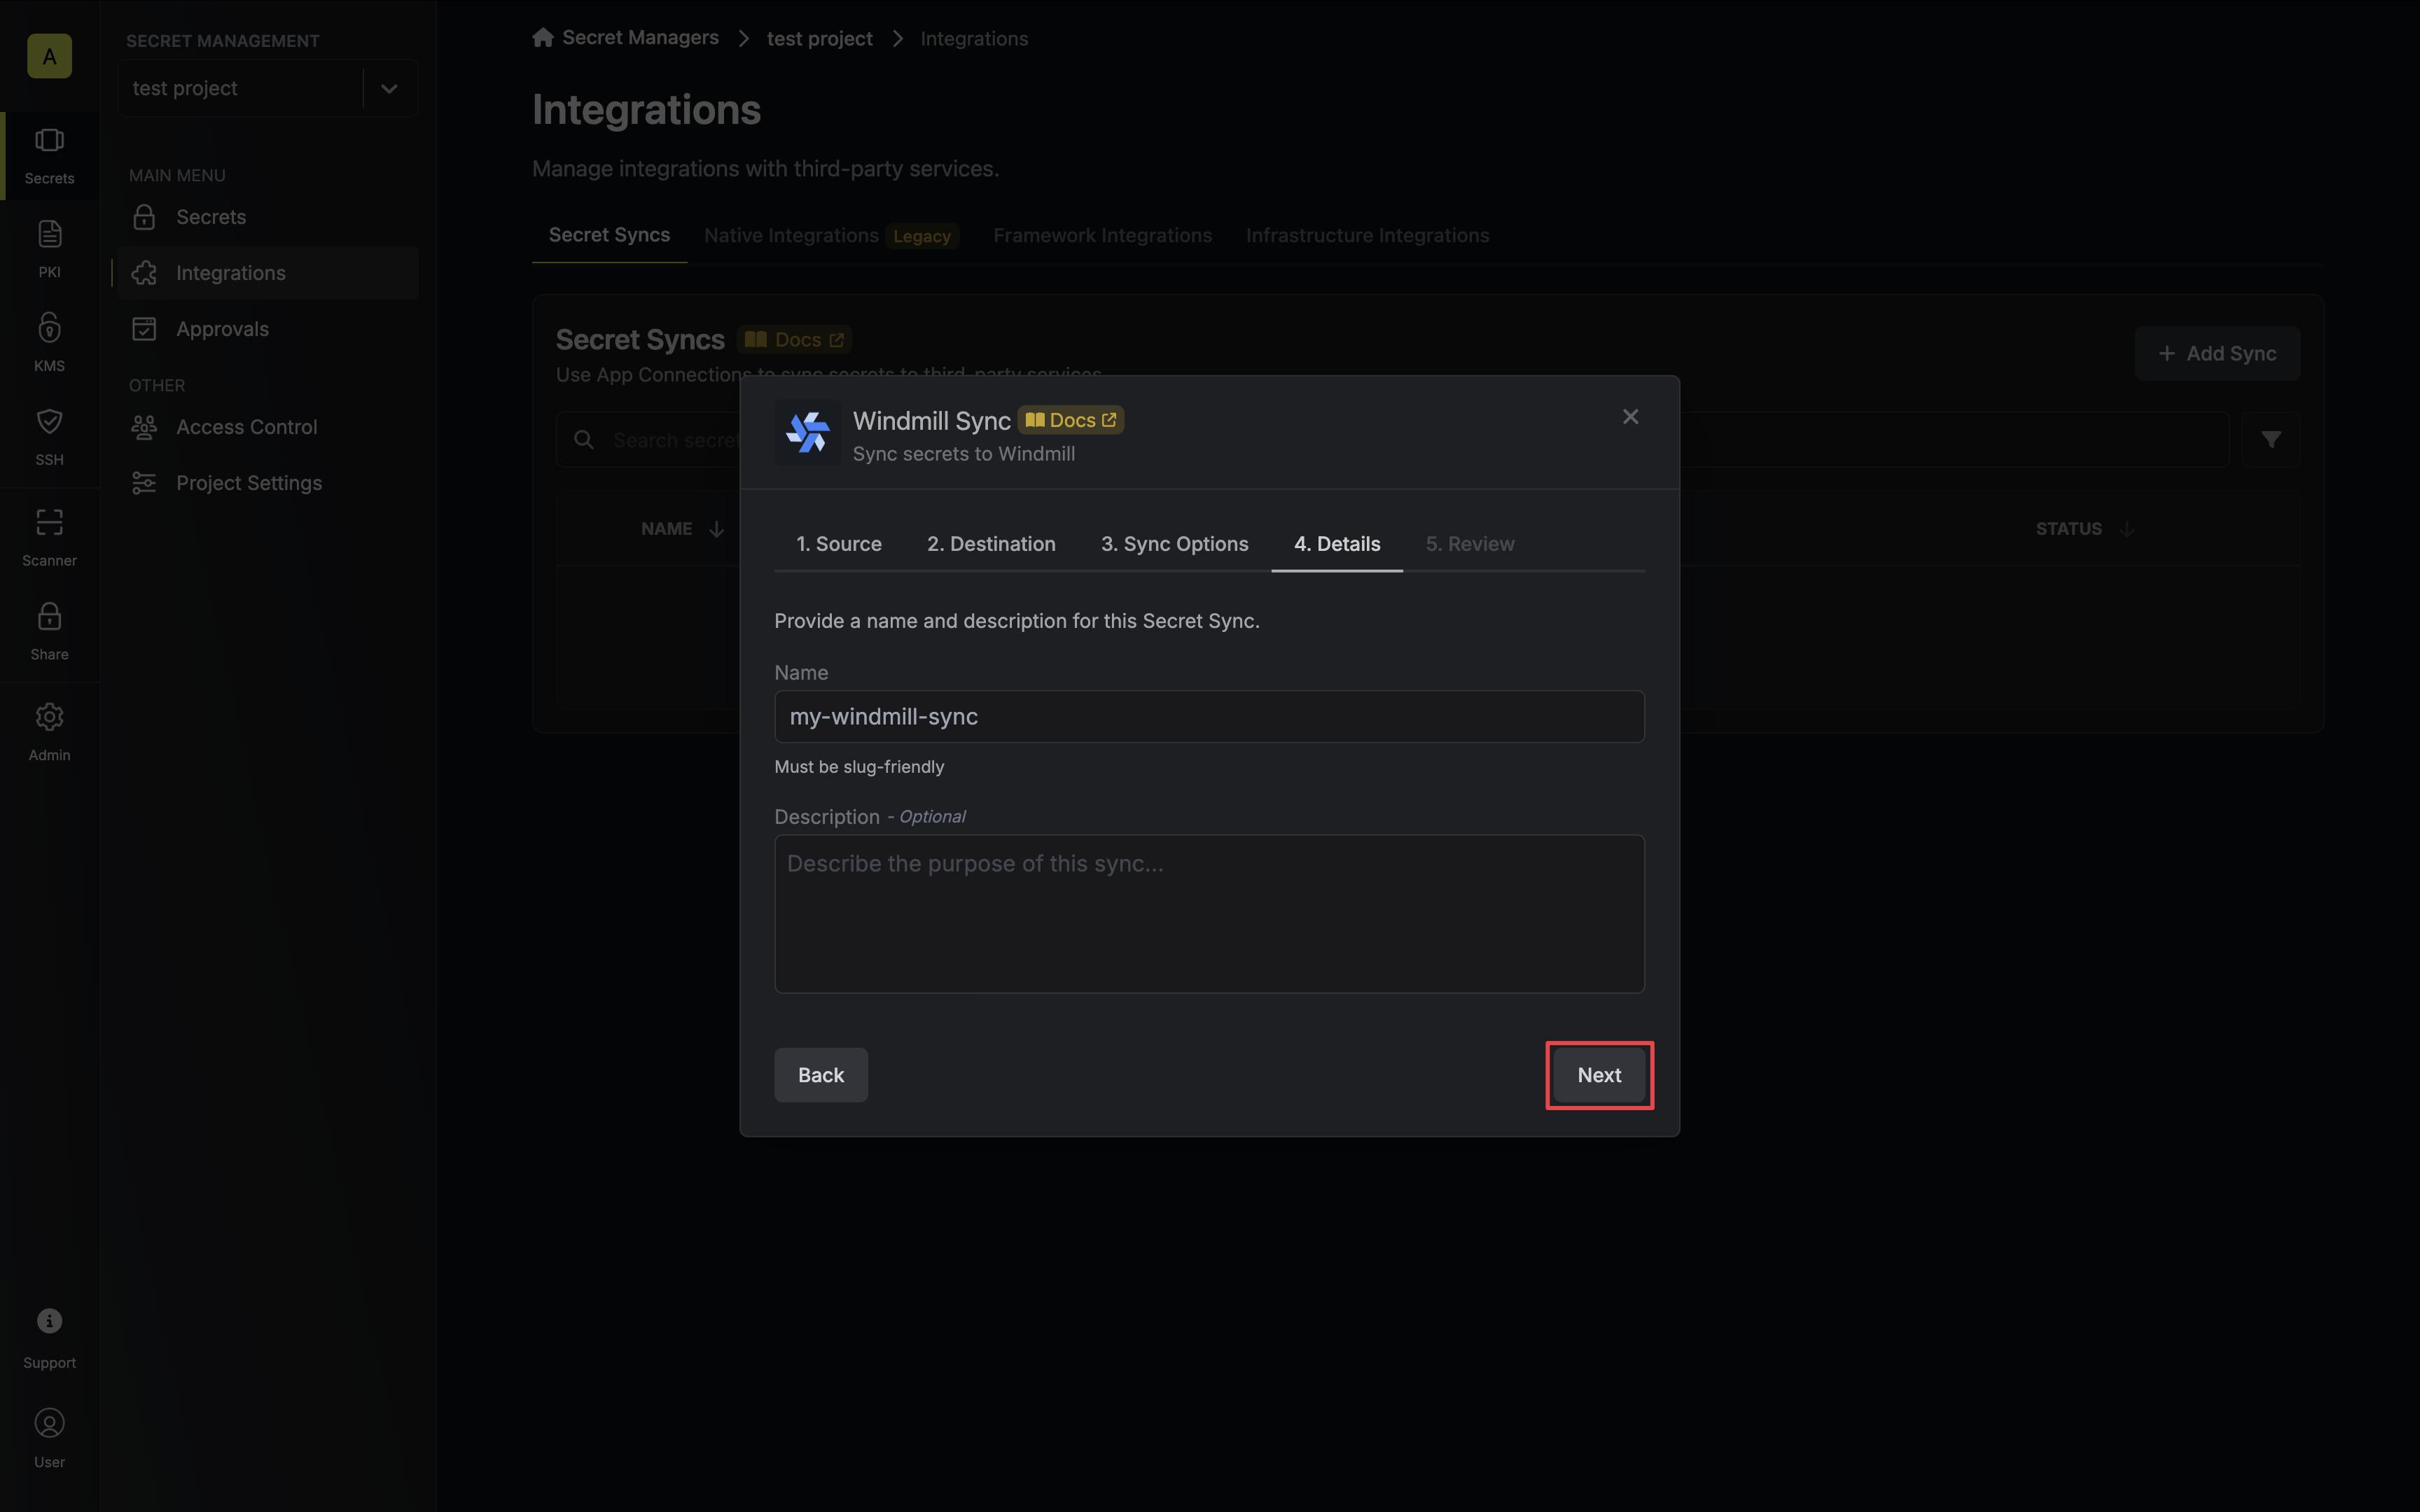 A
Secrets
PKI
KMS
SSH
Scanner
Share
Admin
Support
User
SECRET MANAGEMENT
test project
MAIN MENU
Secrets
Integrations
Approvals
OTHER
Access Control
Project Settings
Secret Managers > test project > Integrations
Integrations
Manage integrations with third-party services.
Secret Syncs Native Integrations Legacy Framework Integrations Infrastructure Integrations
Secret Syncs Docs
+ Add Sync
Use App Connections to sync secrets to third-party services.
Search secret
NAME
STATUS
Windmill Sync Docs
Sync secrets to Windmill
1. Source 2. Destination 3. Sync Options 4. Details 5. Review
Provide a name and description for this Secret Sync.
Name
my-windmill-sync
Must be slug-friendly
Description - Optional
Describe the purpose of this sync...
Back Next